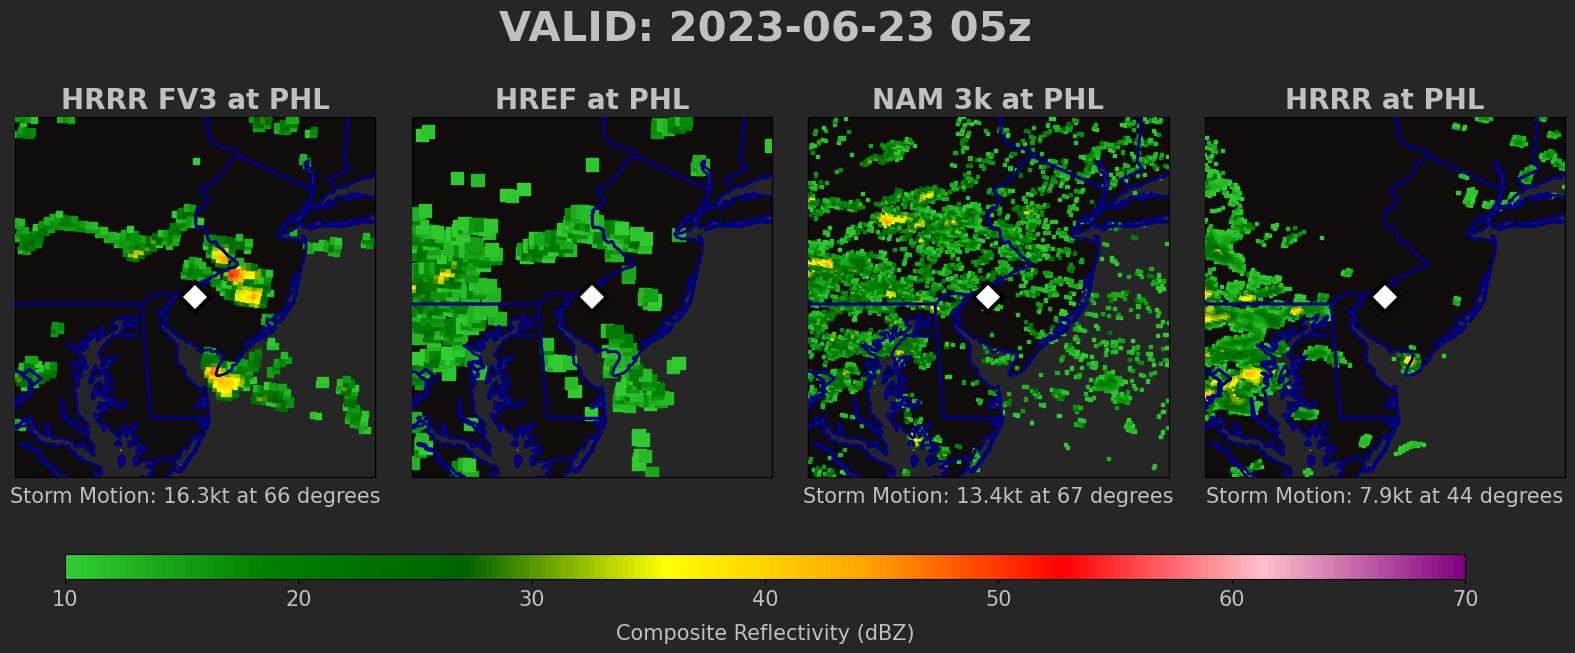 VALID: 2023-06-23 05z
HRRR FV3 at PHL
HREF at PHL
NAM 3k at PHL
HRRR at PHL
Storm Motion: 16.3kt at 66 degrees
Storm Motion: 13.4kt at 67 degrees
Storm Motion: 7.9kt at 44 degrees
10 20 30 40 50 60 70
Composite Reflectivity (dBZ)